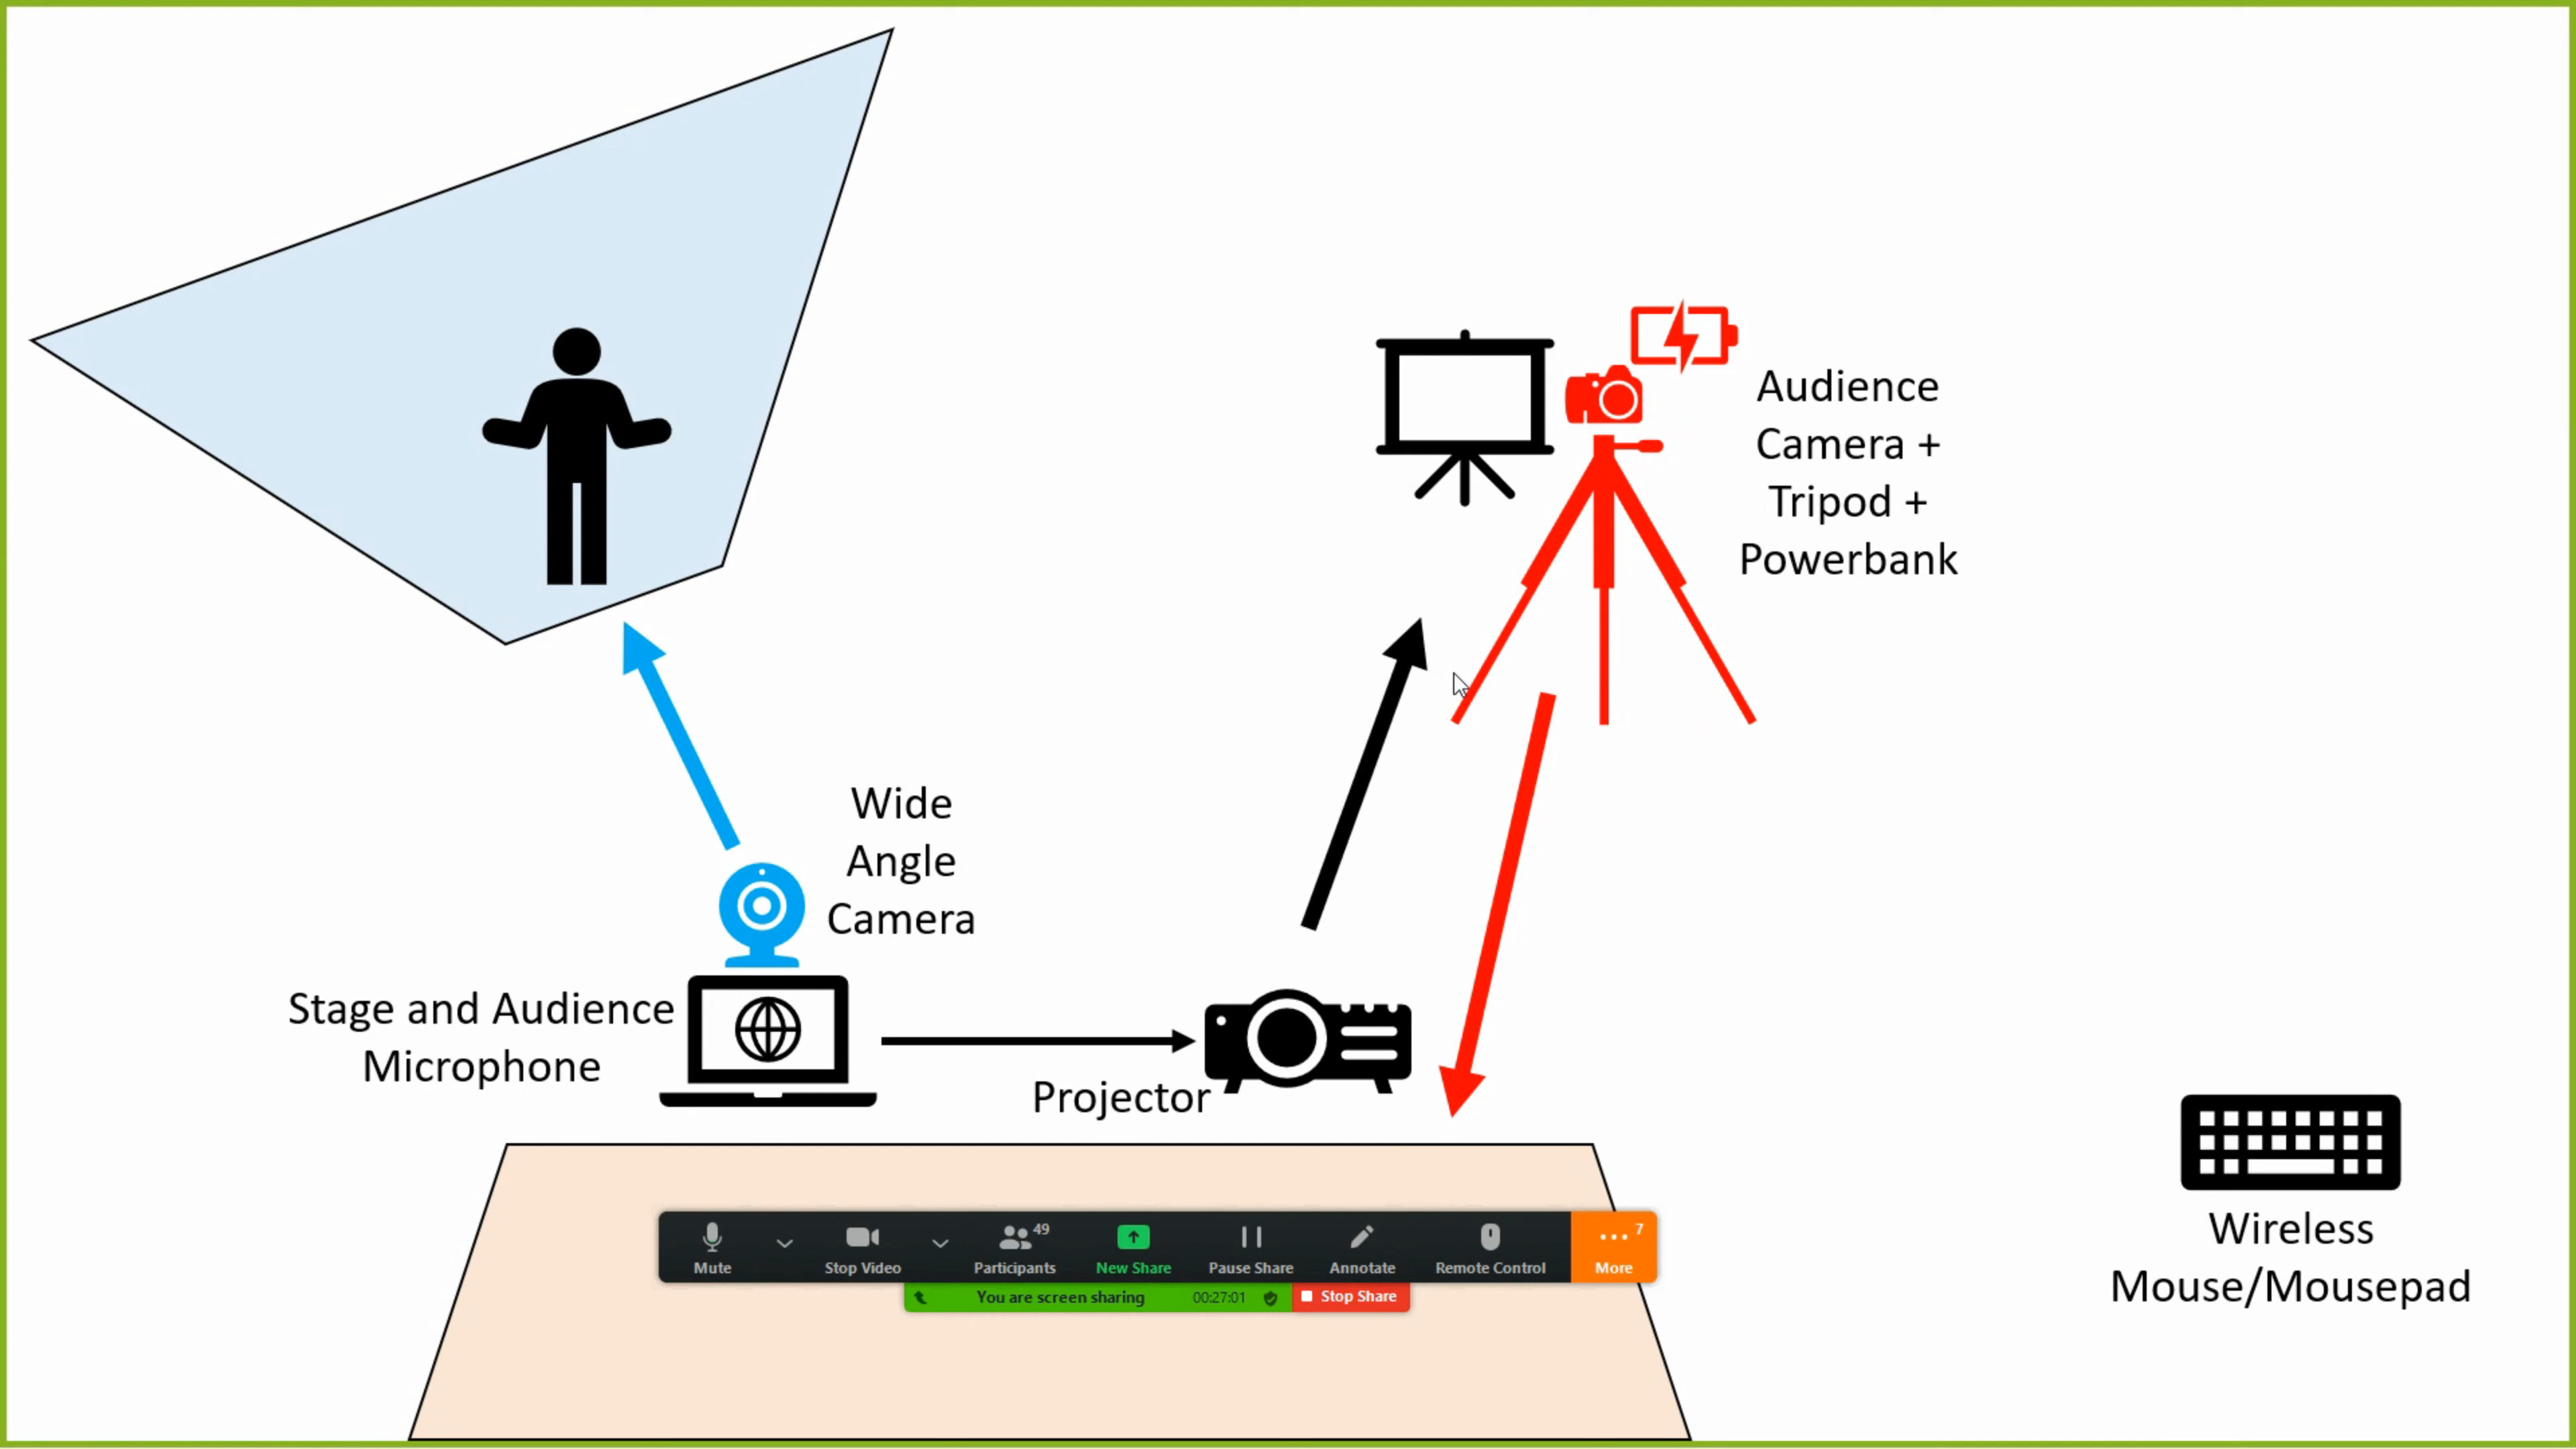 Audience
Camera +
Tripod +
Powerbank
Wide
Angle
Camera
Stage and Audience
Microphone
Projector
Wireless
Mouse/Mousepad
Mute
Stop Video
49
Participants
New Share
Pause Share
Annotate
Remote Control
7
More
You are screen sharing
00:27:01
Stop Share